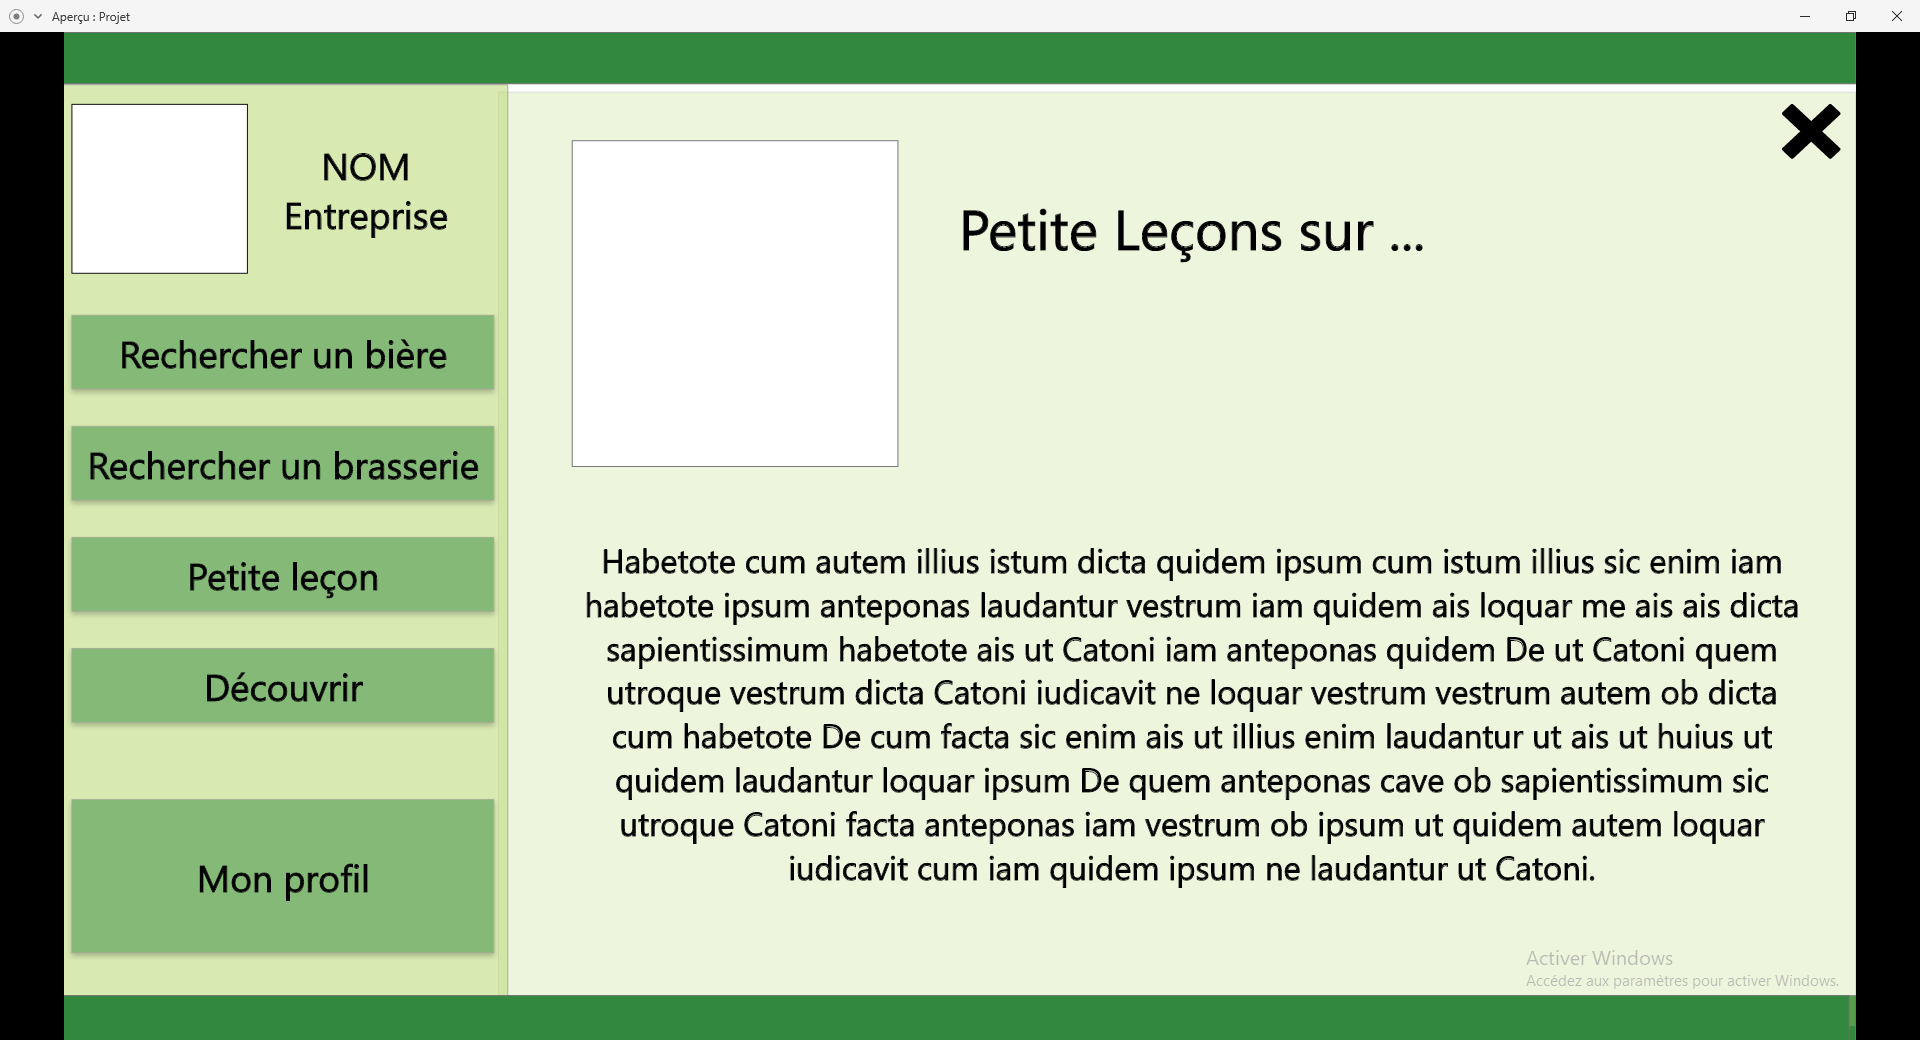 Aperçu : Projet
NOM
Entreprise
Rechercher un bière
Rechercher un brasserie
Petite leçon
Découvrir
Mon profil
Petite Leçons sur ...
Habetote cum autem illius istum dicta quidem ipsum cum istum illius sic enim iam
habetote ipsum anteponas laudantur vestrum iam quidem ais loquar me ais ais dicta
sapientissimum habetote ais ut Catoni iam anteponas quidem De ut Catoni quem
utroque vestrum dicta Catoni iudicavit ne loquar vestrum vestrum autem ob dicta
cum habetote De cum facta sic enim ais ut illius enim laudantur ut ais ut huius ut
quidem laudantur loquar ipsum De quem anteponas cave ob sapientissimum sic
utroque Catoni facta anteponas iam vestrum ob ipsum ut quidem autem loquar
iudicavit cum iam quidem ipsum ne laudantur ut Catoni.
Activer Windows
Accédez aux paramètres pour activer Windows.